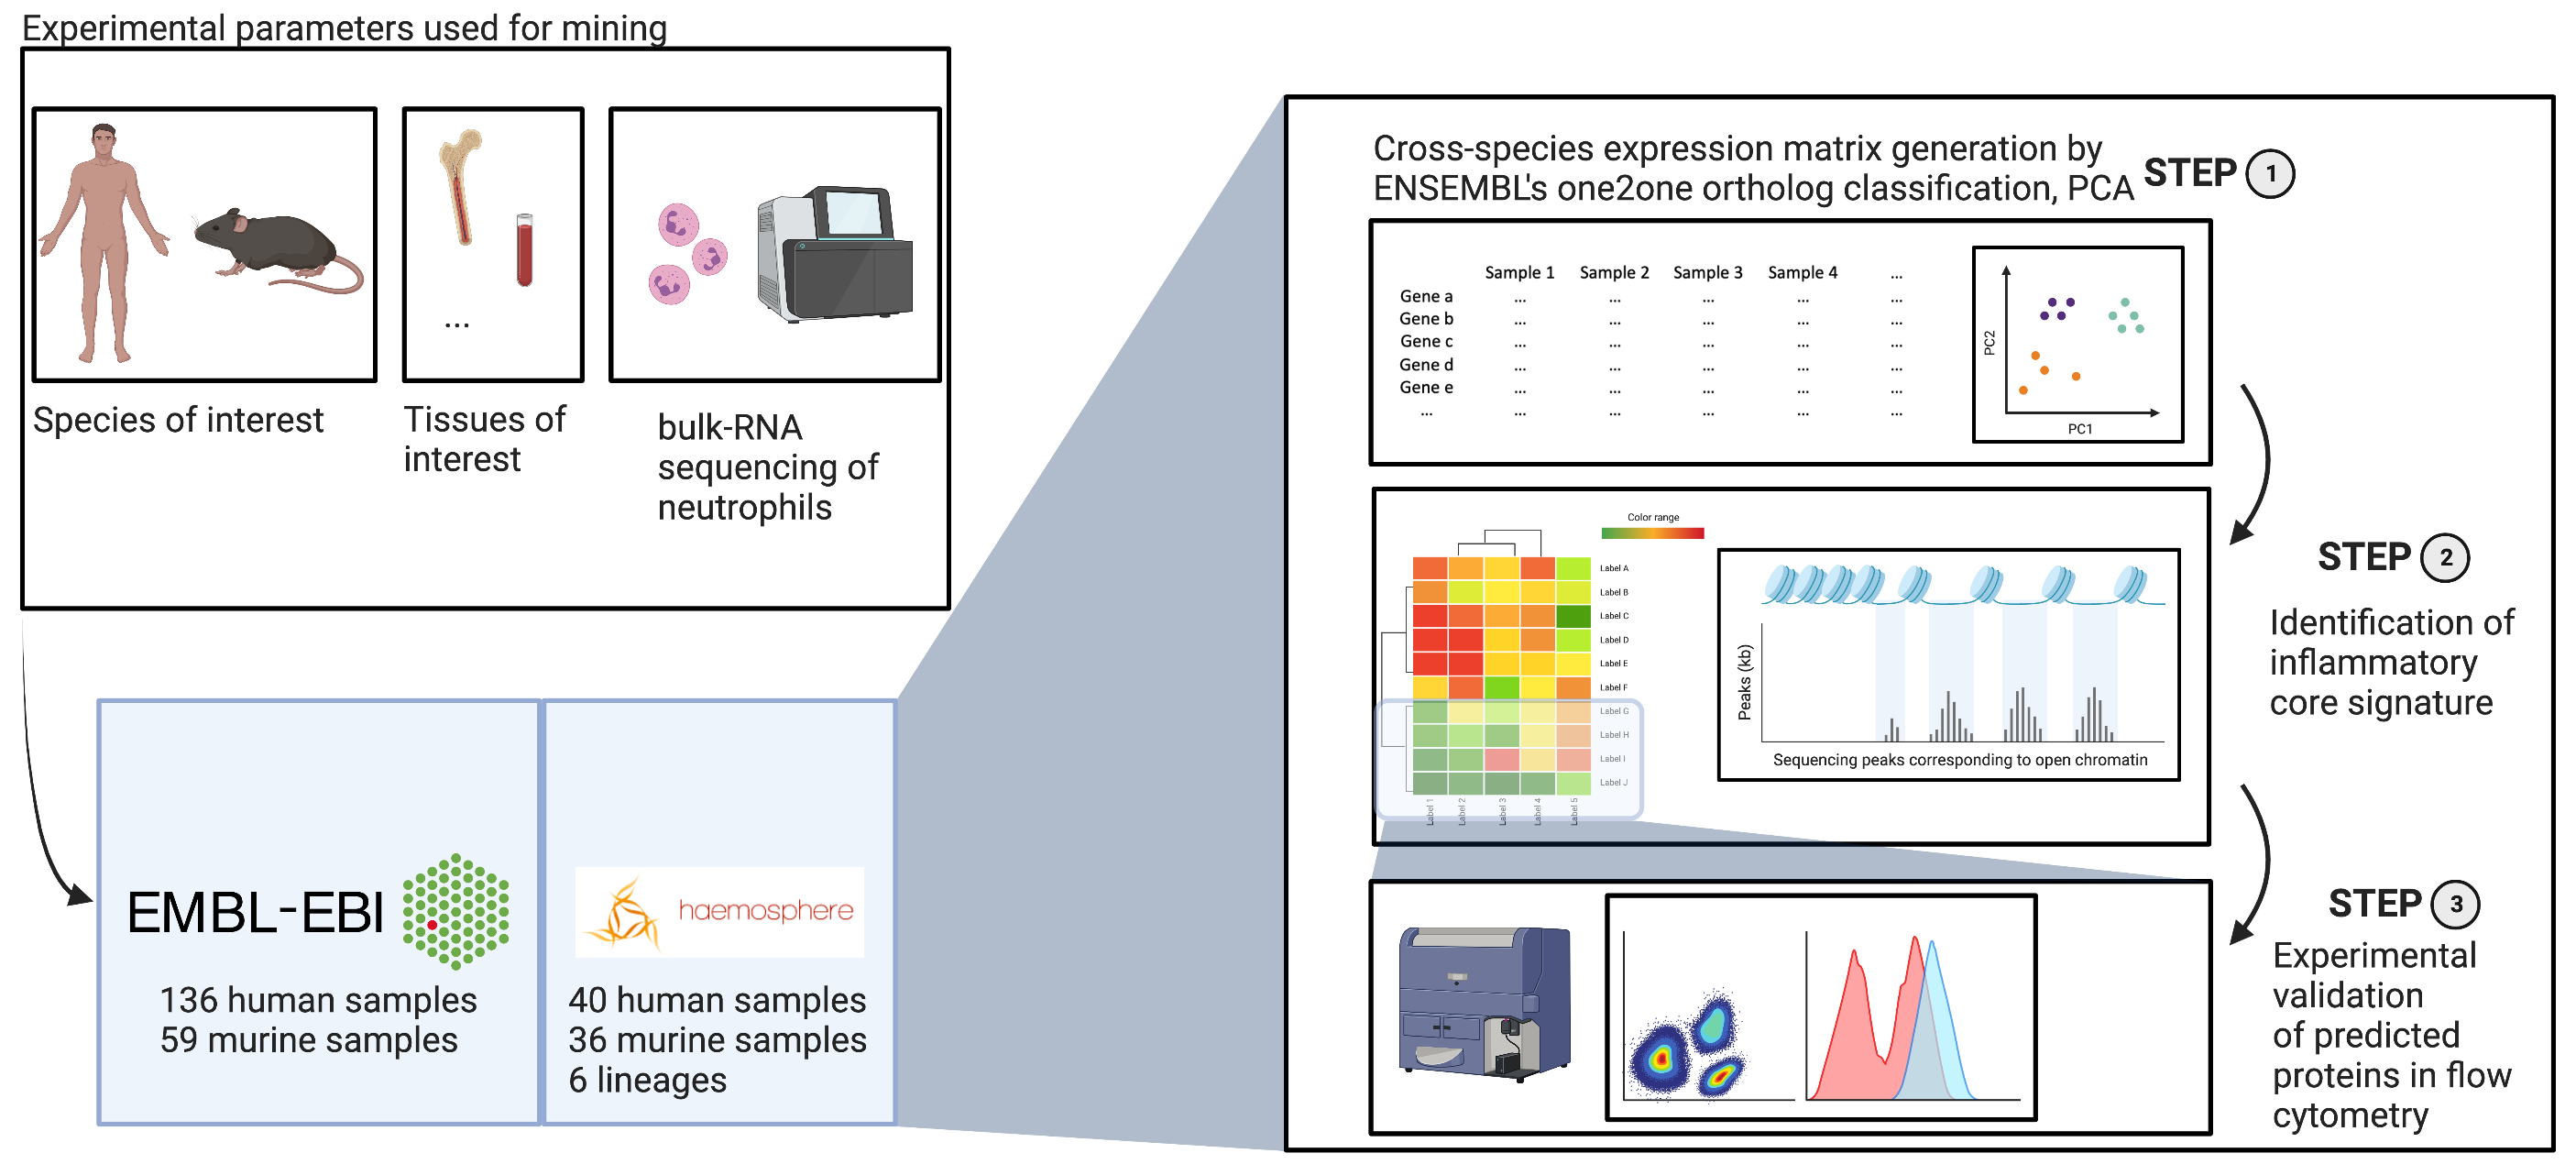 Experimental parameters used for mining
Species of interest
Tissues of
interest
...
bulk-RNA
sequencing of
neutrophils
EMBL-EBI
136 human samples
59 murine samples
haemosphere
40 human samples
36 murine samples
6 lineages
Cross-species expression matrix generation by
ENSEMBL's one2one ortholog classification, PCA
STEP 1
Sample 1 Sample 2 Sample 3 Sample 4 ...
Gene a ... ... ... ... ...
Gene b ... ... ... ... ...
Gene c ... ... ... ... ...
Gene d ... ... ... ... ...
Gene e ... ... ... ... ...
... ... ... ... ... ...
PC2
PC1
STEP 2
Identification of
inflammatory
core signature
Color range
Label A
Label B
Label C
Label D
Label E
Label F
Label G
Label H
Label I
Label J
Label 1 Label 2 Label 3 Label 4 Label 5
Peaks (kb)
Sequencing peaks corresponding to open chromatin
STEP 3
Experimental
validation
of predicted
proteins in flow
cytometry